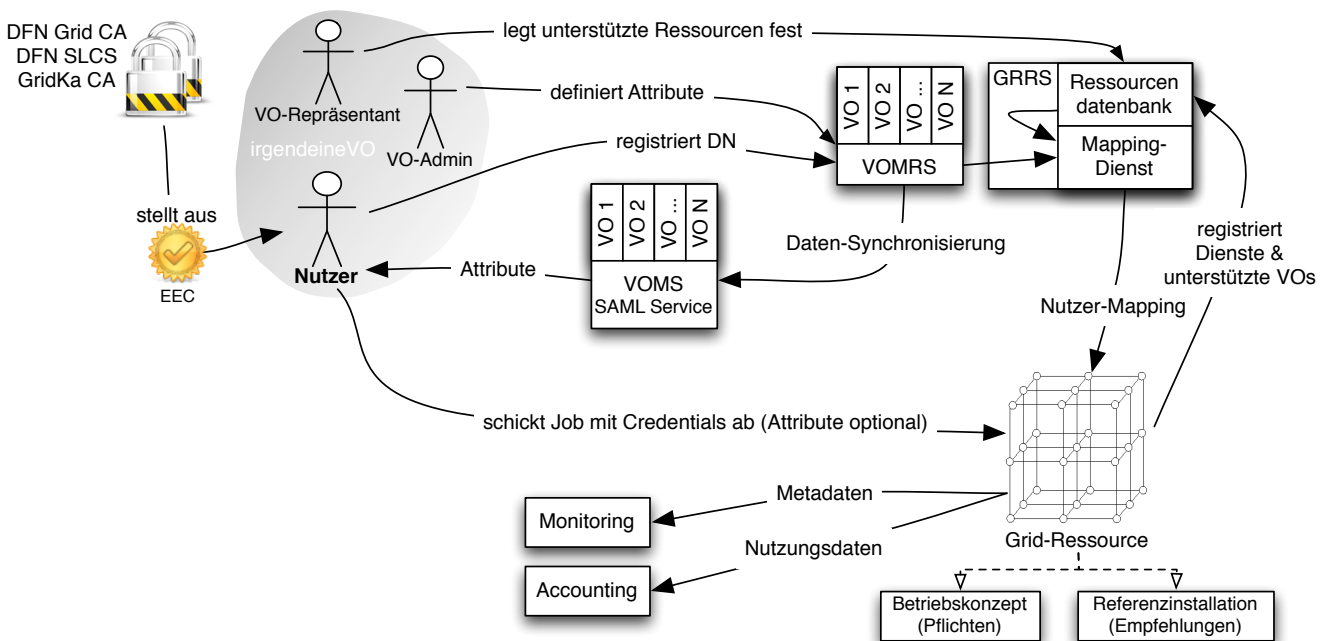 DFN Grid CA
DFN SLCS
GridKa CA
stellt aus
EEC
VO-Repräsentant
irgendeineVO
VO-Admin
Nutzer
legt unterstützte Ressourcen fest
definiert Attribute
registriert DN
VO 1
VO 2
VO ...
VO N
VOMRS
GRRS
Ressourcen
datenbank
Mapping-
Dienst
Daten-Synchronisierung
Attribute
VO 1
VO 2
VO ...
VO N
VOMS
SAML Service
registriert
Dienste &
unterstützte VOs
Nutzer-Mapping
schickt Job mit Credentials ab (Attribute optional)
Metadaten
Monitoring
Nutzungsdaten
Accounting
Grid-Ressource
Betriebskonzept
(Pflichten)
Referenzinstallation
(Empfehlungen)